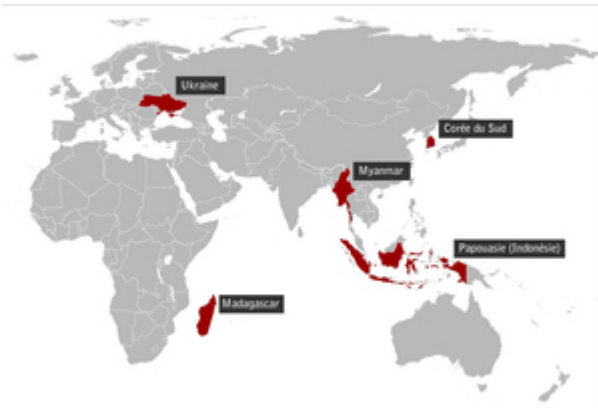 Ukraine
Corée du Sud
Myanmar
Papouasie (Indonésie)
Madagascar